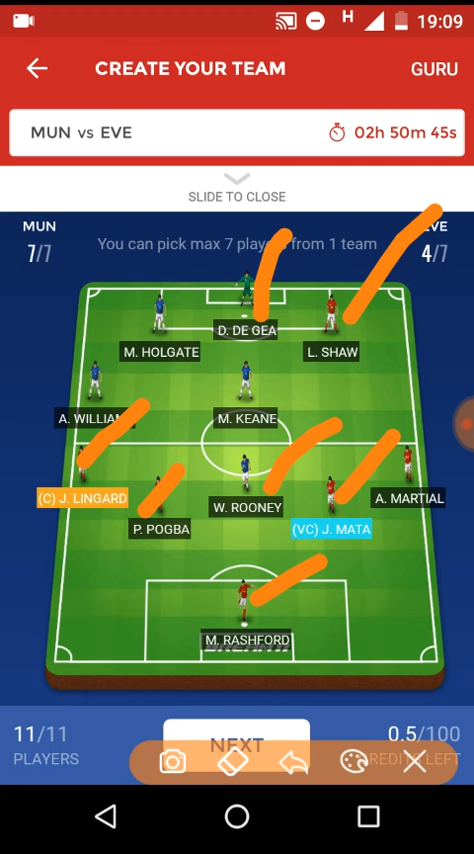 H 19:09
CREATE YOUR TEAM GURU
MUN vs EVE 02h 50m 45s
SLIDE TO CLOSE
MUN
7/7
You can pick max 7 players from 1 team
4/7
D. DE GEA
M. HOLGATE L. SHAW
M. KEANE
(C) J. LINGARD W. ROONEY A. MARTIAL
P. POGBA (VC) J. MATA
M. RASHFORD
11/11 NEXT 0.5/100
PLAYERS LEFT